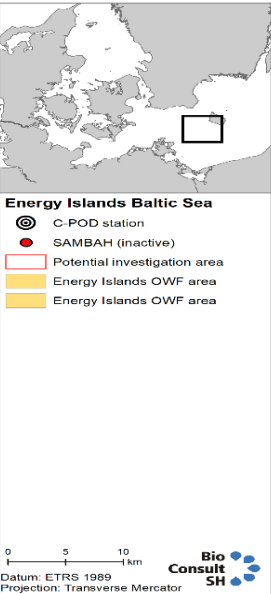 Energy Islands Baltic Sea
C-POD station
SAMBAH (inactive)
Potential investigation area
Energy Islands OWF area
Energy Islands OWF area
0 5 10
km
Bio
Consult
SH
Datum: ETRS 1989
Projection: Transverse Mercator